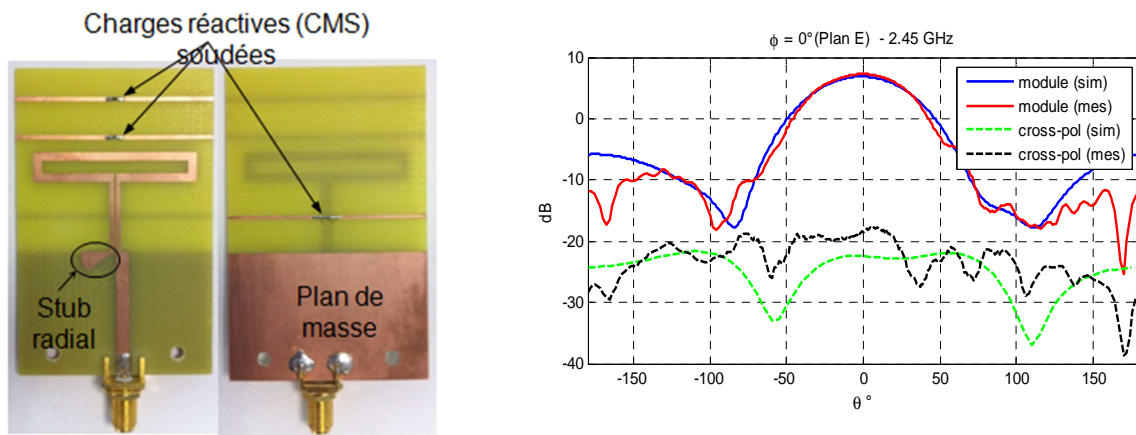 Charges réactives (CMS)
soudées
Stub
radial
Plan de
masse
ϕ = 0°(Plan E) - 2.45 GHz
module (sim)
module (mes)
cross-pol (sim)
cross-pol (mes)
10
0
-10
-20
-30
-40
dB
-150 -100 -50 0 50 100 150
θ °